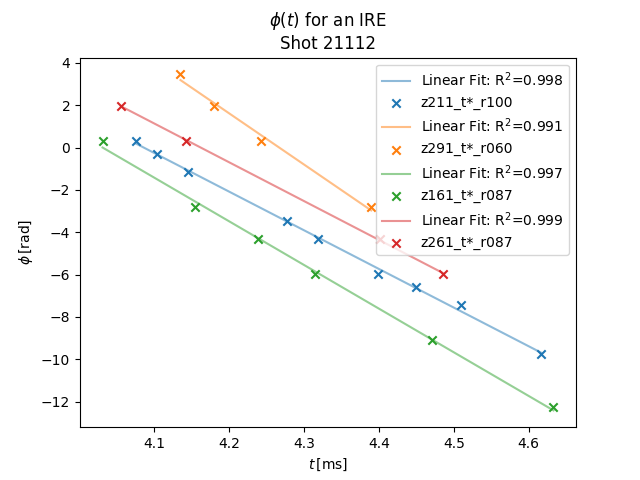 ϕ(t) for an IRE
Shot 21112
4
2
0
−2
−4
−6
−8
−10
−12
ϕ [rad]
Linear Fit: R²=0.998
z211_t*_r100
Linear Fit: R²=0.991
z291_t*_r060
Linear Fit: R²=0.997
z161_t*_r087
Linear Fit: R²=0.999
z261_t*_r087
4.1 4.2 4.3 4.4 4.5 4.6
t [ms]